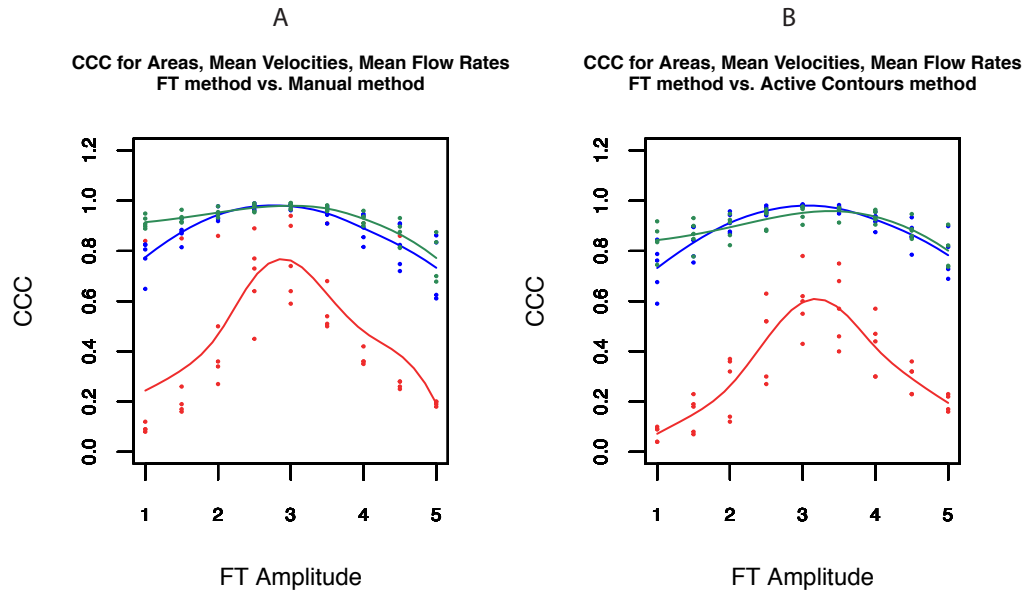 A
CCC for Areas, Mean Velocities, Mean Flow Rates
FT method vs. Manual method
CCC
1.2
1.0
0.8
0.6
0.4
0.2
0.0
1 2 3 4 5
FT Amplitude
B
CCC for Areas, Mean Velocities, Mean Flow Rates
FT method vs. Active Contours method
CCC
1.2
1.0
0.8
0.6
0.4
0.2
0.0
1 2 3 4 5
FT Amplitude